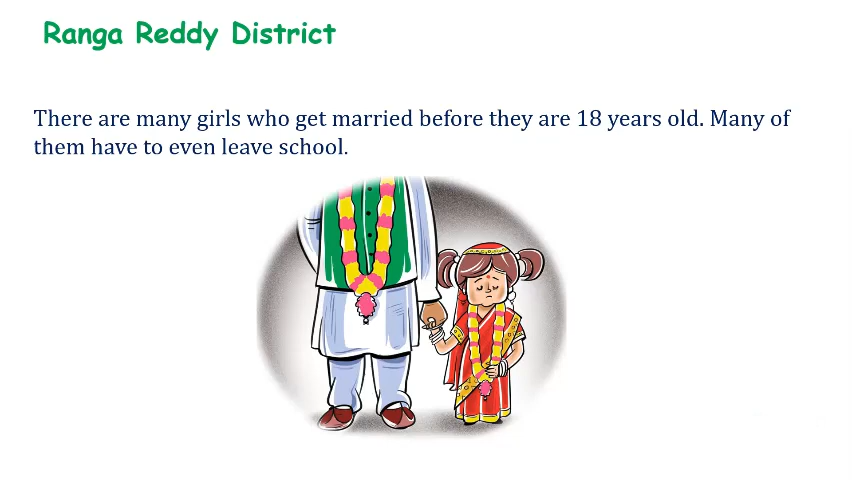 Ranga Reddy District
There are many girls who get married before they are 18 years old. Many of
them have to even leave school.